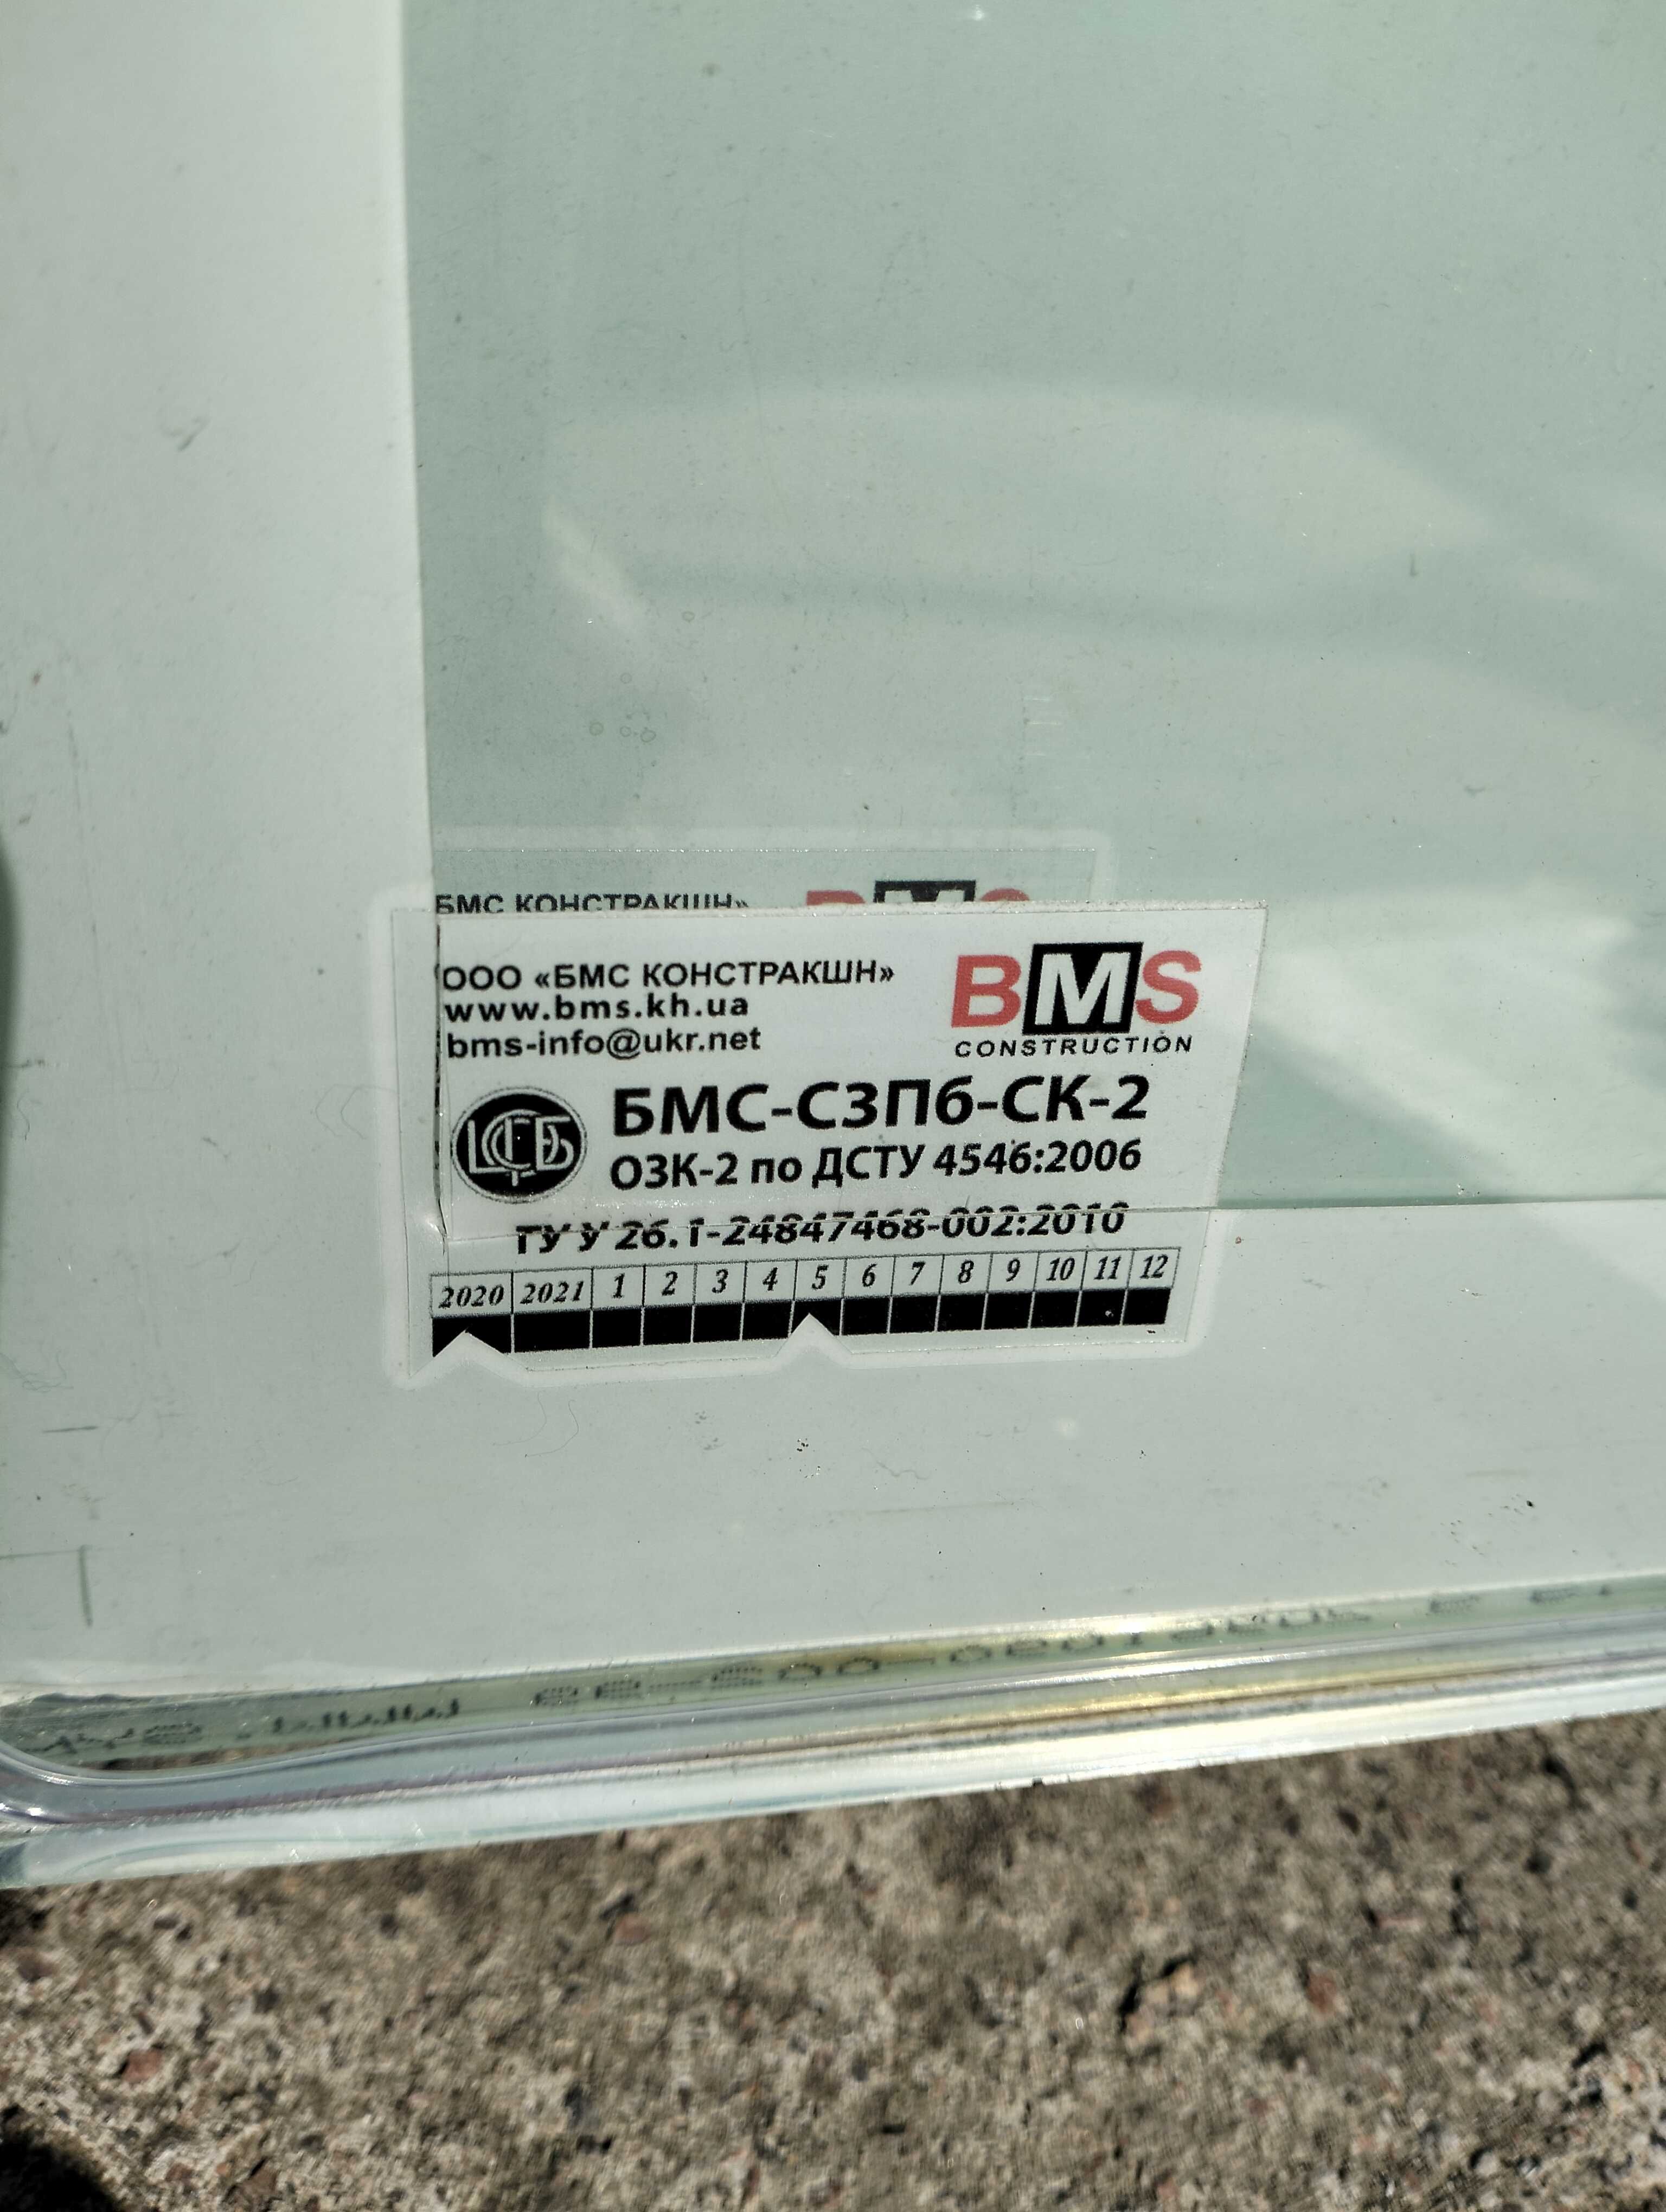 БМС КОНСТРАКШН»
BMS
ООО «БМС КОНСТРАКШН»
www.bms.kh.ua
bms-info@ukr.net
BMS
CONSTRUCTION
БМС-С3П6-СК-2
ОЗК-2 по ДСТУ 4546:2006
ТУ У 26.1-24847468-002:2010
2020 2021 1 2 3 4 5 6 7 8 9 10 11 12